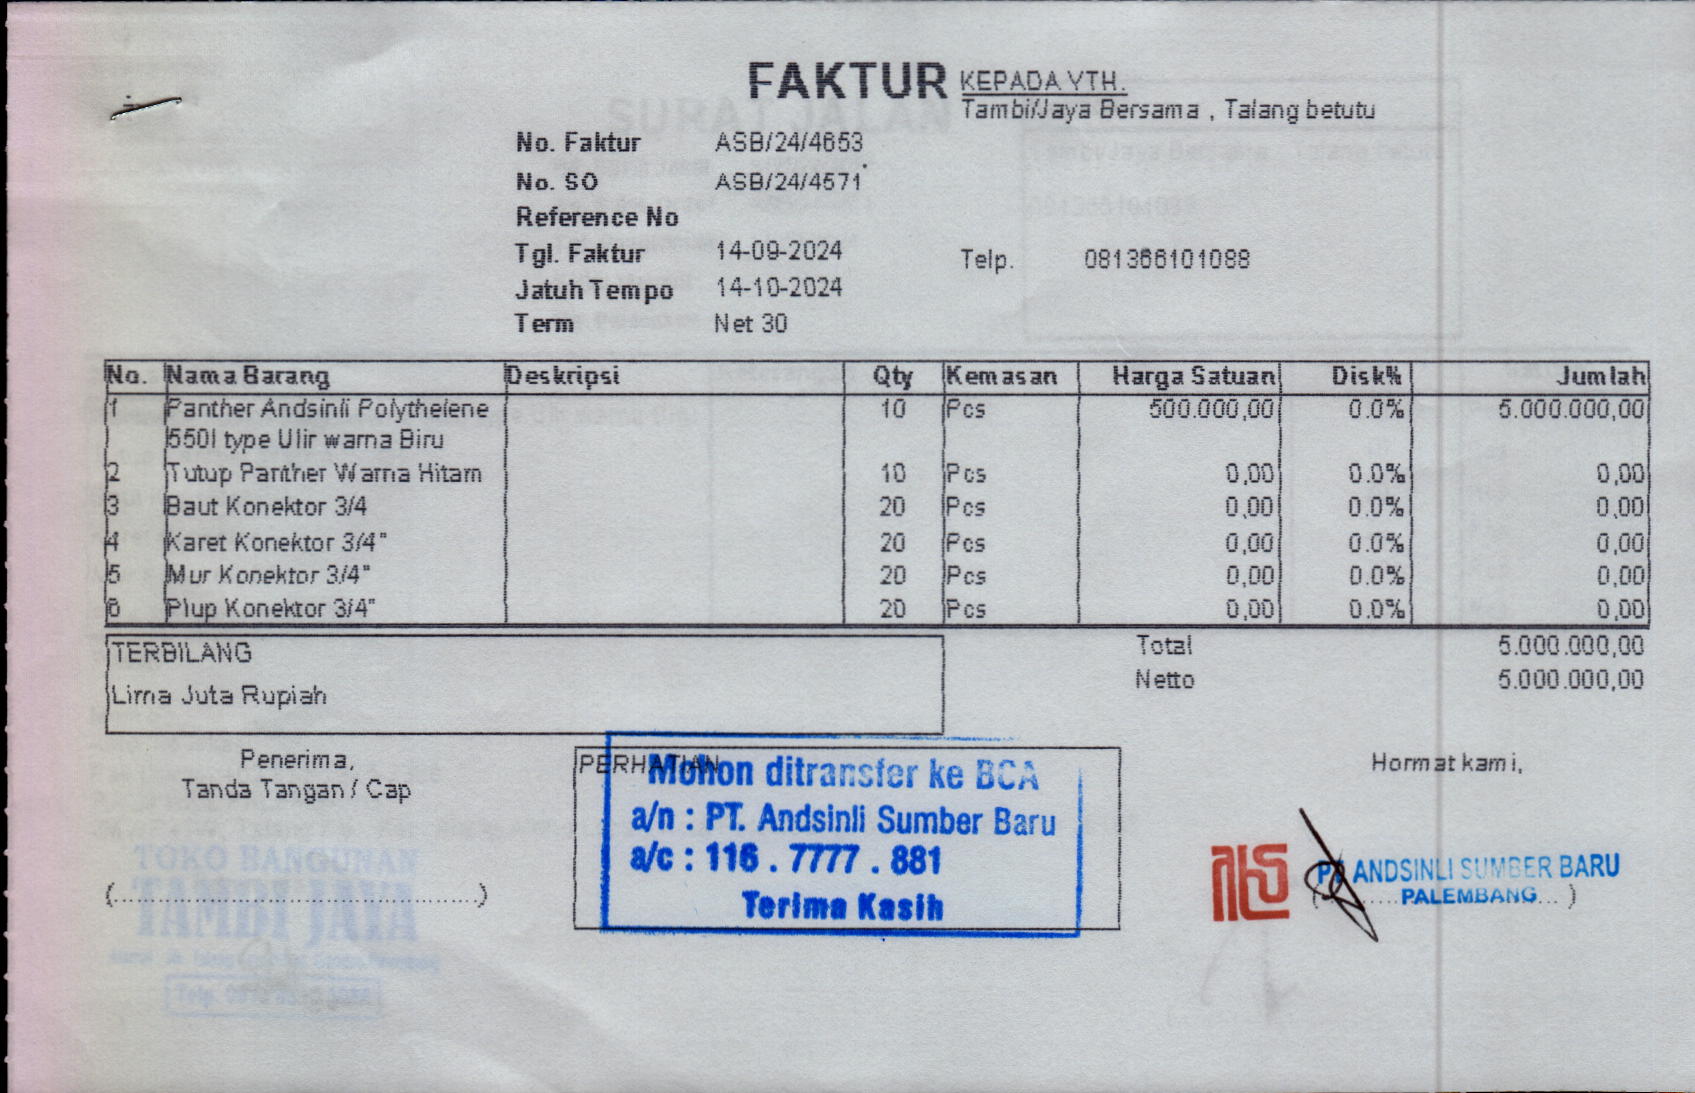 FAKTUR
KEPADA YTH.
Tambi/Jaya Bersama , Talang betutu
No. Faktur ASB/24/4653
No. SO ASB/24/4571
Reference No
Tgl. Faktur 14-09-2024
Telp. 081366101088
Jatuh Tempo 14-10-2024
Term Net 30
No. Nama Barang Deskripsi Qty Kemasan Harga Satuan Disk% Jumlah
1 Panther Andsinli Polythelene 10 Pcs 500.000,00 0.0% 5.000.000,00
550l type Ulir warna Biru
2 Tutup Panther Warna Hitam 10 Pcs 0,00 0.0% 0,00
3 Baut Konektor 3/4 20 Pcs 0,00 0.0% 0,00
4 Karet Konektor 3/4" 20 Pcs 0,00 0.0% 0,00
5 Mur Konektor 3/4" 20 Pcs 0,00 0.0% 0,00
6 Plup Konektor 3/4" 20 Pcs 0,00 0.0% 0,00
TERBILANG
Lima Juta Rupiah
Total 5.000.000,00
Netto 5.000.000,00
Penerima,
Tanda Tangan / Cap
(....................................................)
TOKO BANGUNAN
TAMBI JAYA
PERHATIAN
Mohon ditransfer ke BCA
a/n : PT. Andsinli Sumber Baru
a/c : 116 . 7777 . 881
Terima Kasih
Hormat kami,
PT. ANDSINLI SUMBER BARU
PALEMBANG
SURAT JALAN